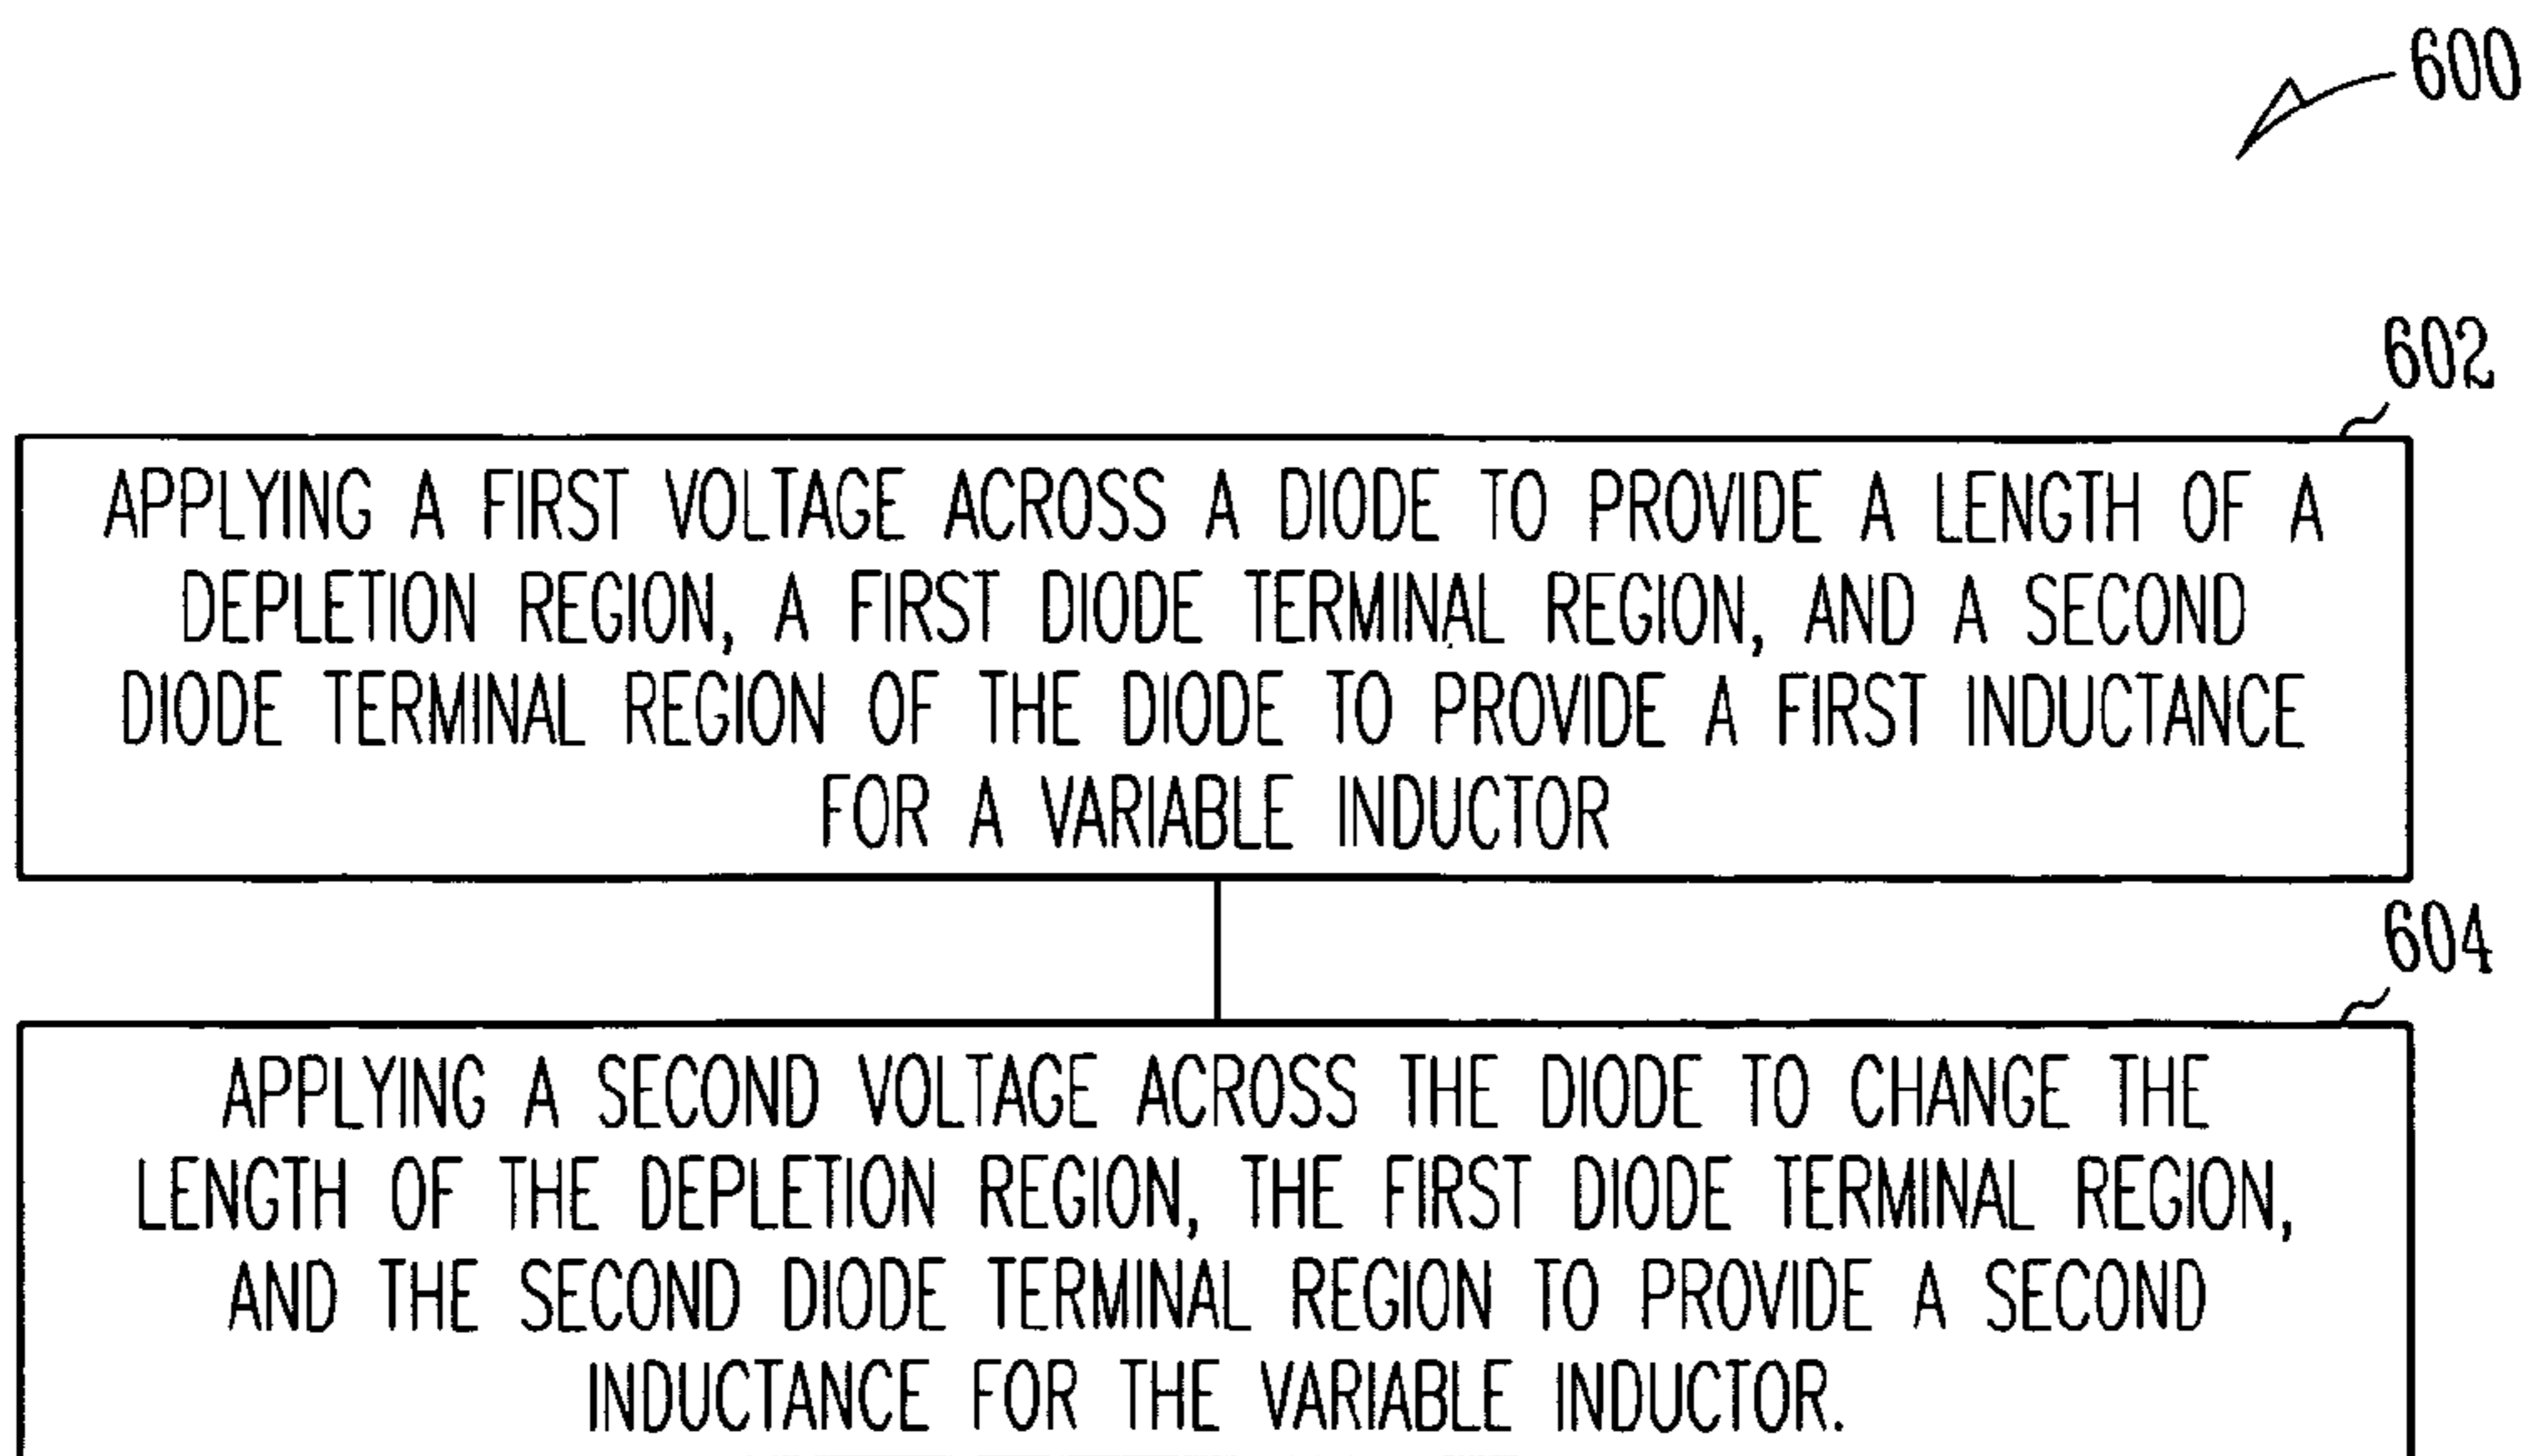 600
602
APPLYING A FIRST VOLTAGE ACROSS A DIODE TO PROVIDE A LENGTH OF A
DEPLETION REGION, A FIRST DIODE TERMINAL REGION, AND A SECOND
DIODE TERMINAL REGION OF THE DIODE TO PROVIDE A FIRST INDUCTANCE
FOR A VARIABLE INDUCTOR
604
APPLYING A SECOND VOLTAGE ACROSS THE DIODE TO CHANGE THE
LENGTH OF THE DEPLETION REGION, THE FIRST DIODE TERMINAL REGION,
AND THE SECOND DIODE TERMINAL REGION TO PROVIDE A SECOND
INDUCTANCE FOR THE VARIABLE INDUCTOR.